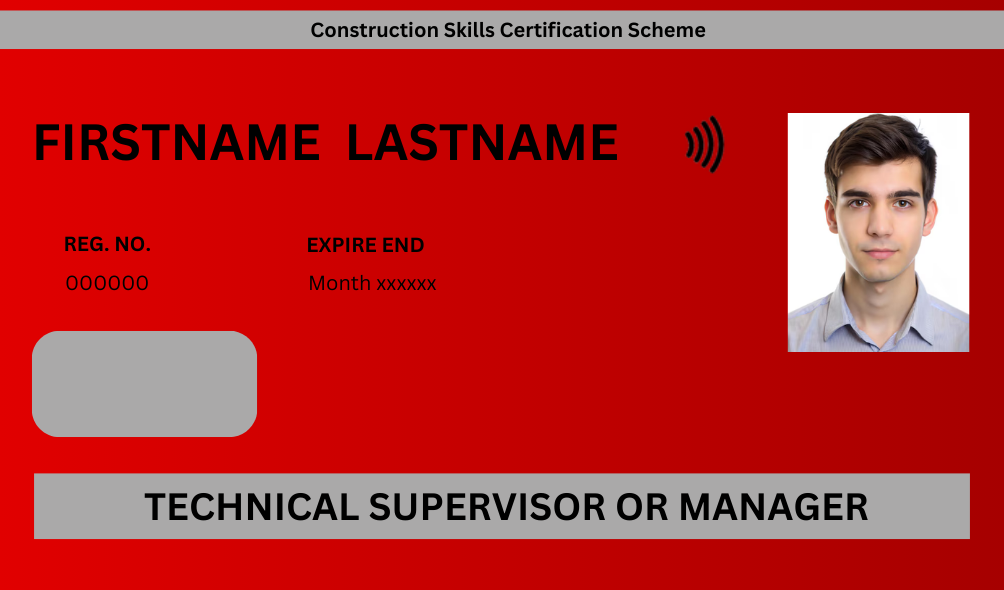 Construction Skills Certification Scheme
FIRSTNAME LASTNAME
REG. NO.
EXPIRE END
000000
Month xxxxxx
TECHNICAL SUPERVISOR OR MANAGER